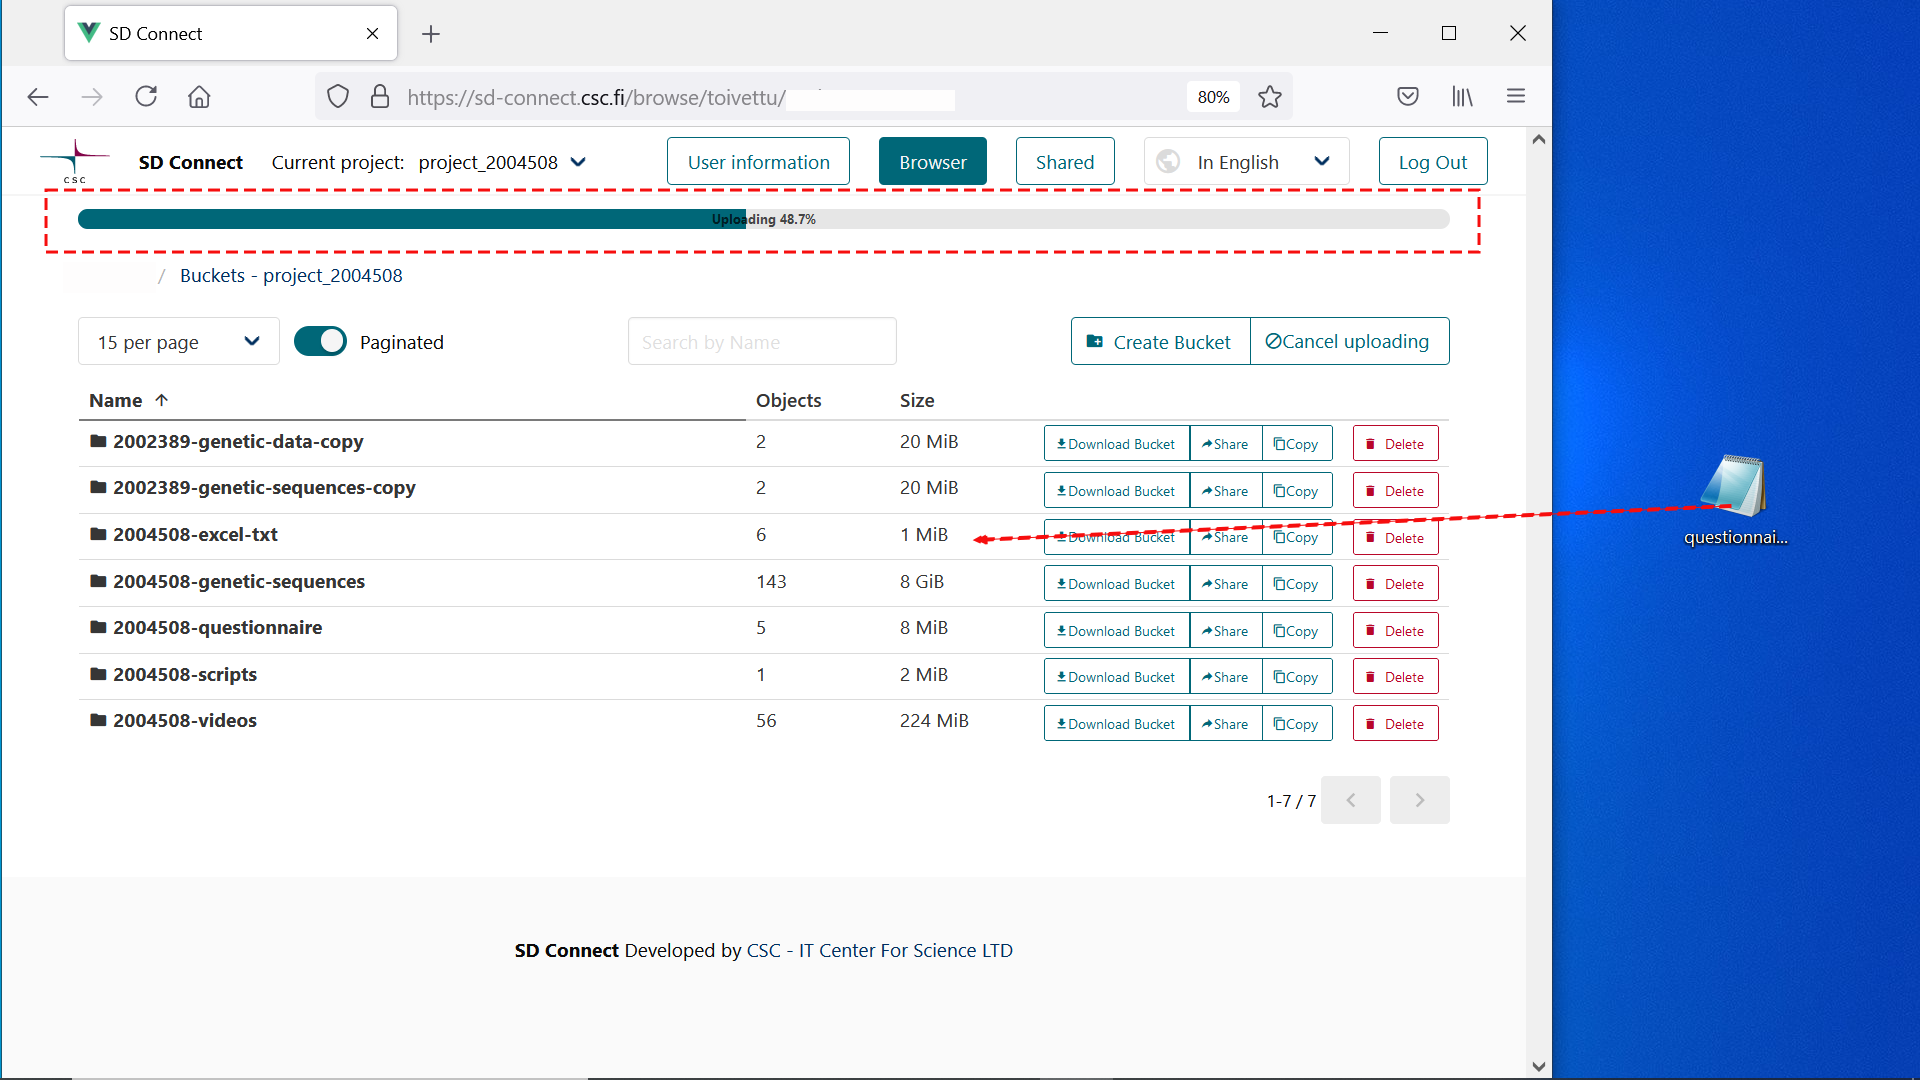 SD Connect
https://sd-connect.csc.fi/browse/toivettu/
80%
CSC
SD Connect Current project: project_2004508 User information Browser Shared In English Log Out
Uploading 48.7%
/ Buckets - project_2004508
15 per page Paginated Search by Name Create Bucket Cancel uploading
Name Objects Size
2002389-genetic-data-copy 2 20 MiB Download Bucket Share Copy Delete
2002389-genetic-sequences-copy 2 20 MiB Download Bucket Share Copy Delete
2004508-excel-txt 6 1 MiB Download Bucket Share Copy Delete
2004508-genetic-sequences 143 8 GiB Download Bucket Share Copy Delete
2004508-questionnaire 5 8 MiB Download Bucket Share Copy Delete
2004508-scripts 1 2 MiB Download Bucket Share Copy Delete
2004508-videos 56 224 MiB Download Bucket Share Copy Delete
1-7 / 7
SD Connect Developed by CSC - IT Center For Science LTD
questionnai...